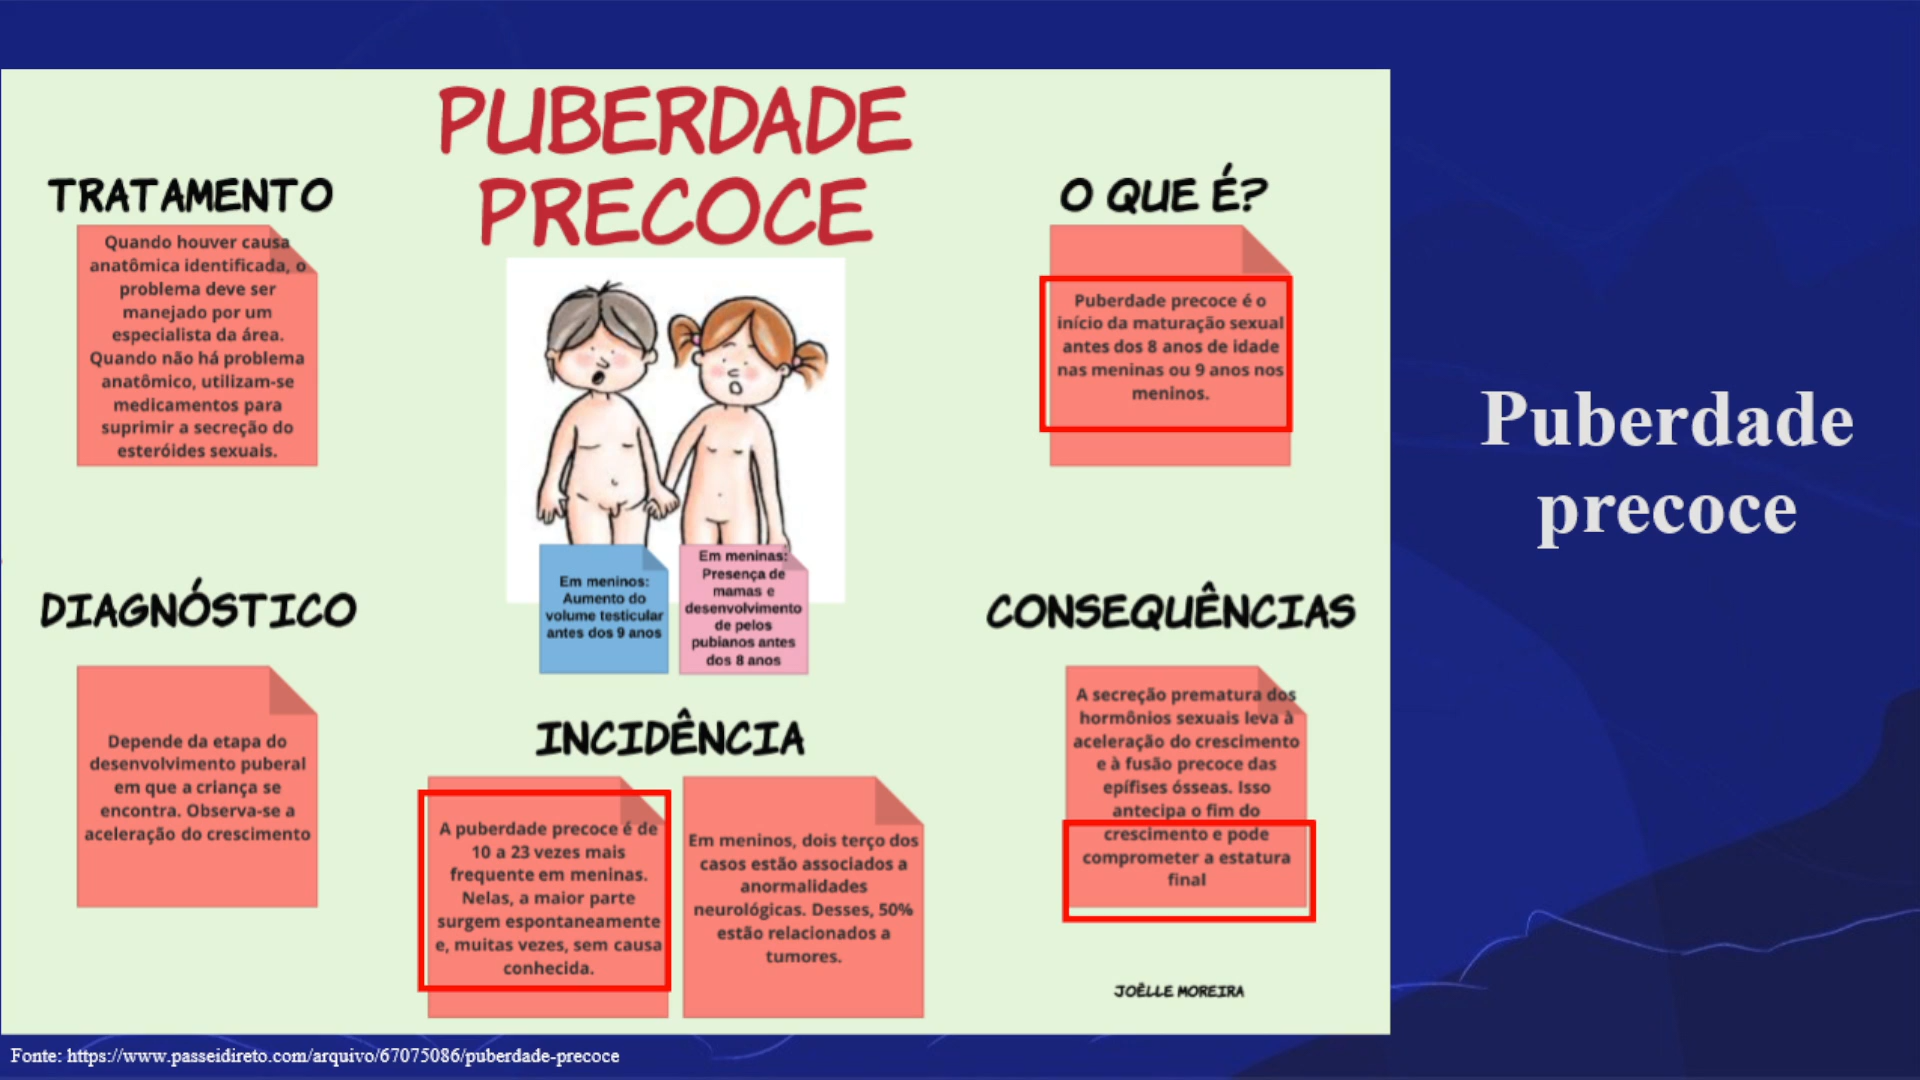 PUBERDADE
PRECOCE
TRATAMENTO
Quando houver causa
anatômica identificada, o
problema deve ser
manejado por um
especialista da área.
Quando não há problema
anatômico, utilizam-se
medicamentos para
suprimir a secreção do
esteróides sexuais.
O QUE É?
Puberdade precoce é o
início da maturação sexual
antes dos 8 anos de idade
nas meninas ou 9 anos nos
meninos.
Em meninos:
Aumento do
volume testicular
antes dos 9 anos
Em meninas:
Presença de
mamas e
desenvolvimento
de pelos
pubianos antes
dos 8 anos
DIAGNÓSTICO
Depende da etapa do
desenvolvimento puberal
em que a criança se
encontra. Observa-se a
aceleração do crescimento
INCIDÊNCIA
A puberdade precoce é de
10 a 23 vezes mais
frequente em meninas.
Nelas, a maior parte
surgem espontaneamente
e, muitas vezes, sem causa
conhecida.
Em meninos, dois terço dos
casos estão associados a
anormalidades
neurológicas. Desses, 50%
estão relacionados a
tumores.
CONSEQUÊNCIAS
A secreção prematura dos
hormônios sexuais leva à
aceleração do crescimento
e à fusão precoce das
epífises ósseas. Isso
antecipa o fim do
crescimento e pode
comprometer a estatura
final
JOÊLLE MOREIRA
Puberdade
precoce
Fonte: https://www.passeidireto.com/arquivo/67075086/puberdade-precoce